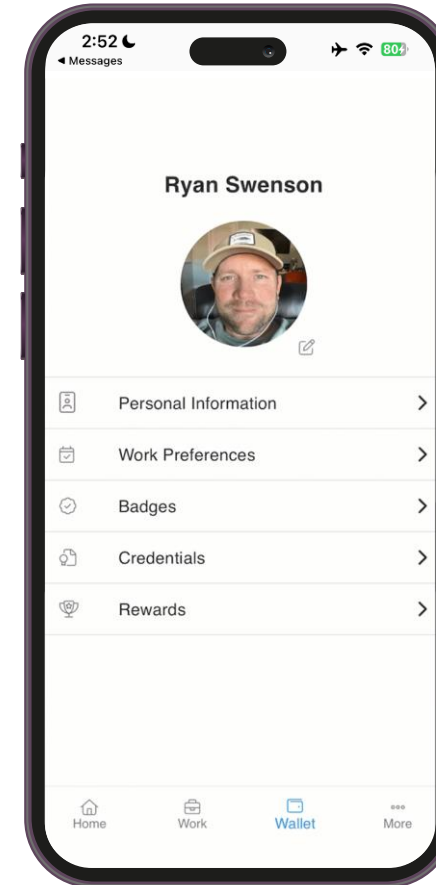 2:52
80
◀ Messages
Ryan Swenson
Personal Information
Work Preferences
Badges
Credentials
Rewards
Home
Work
Wallet
More